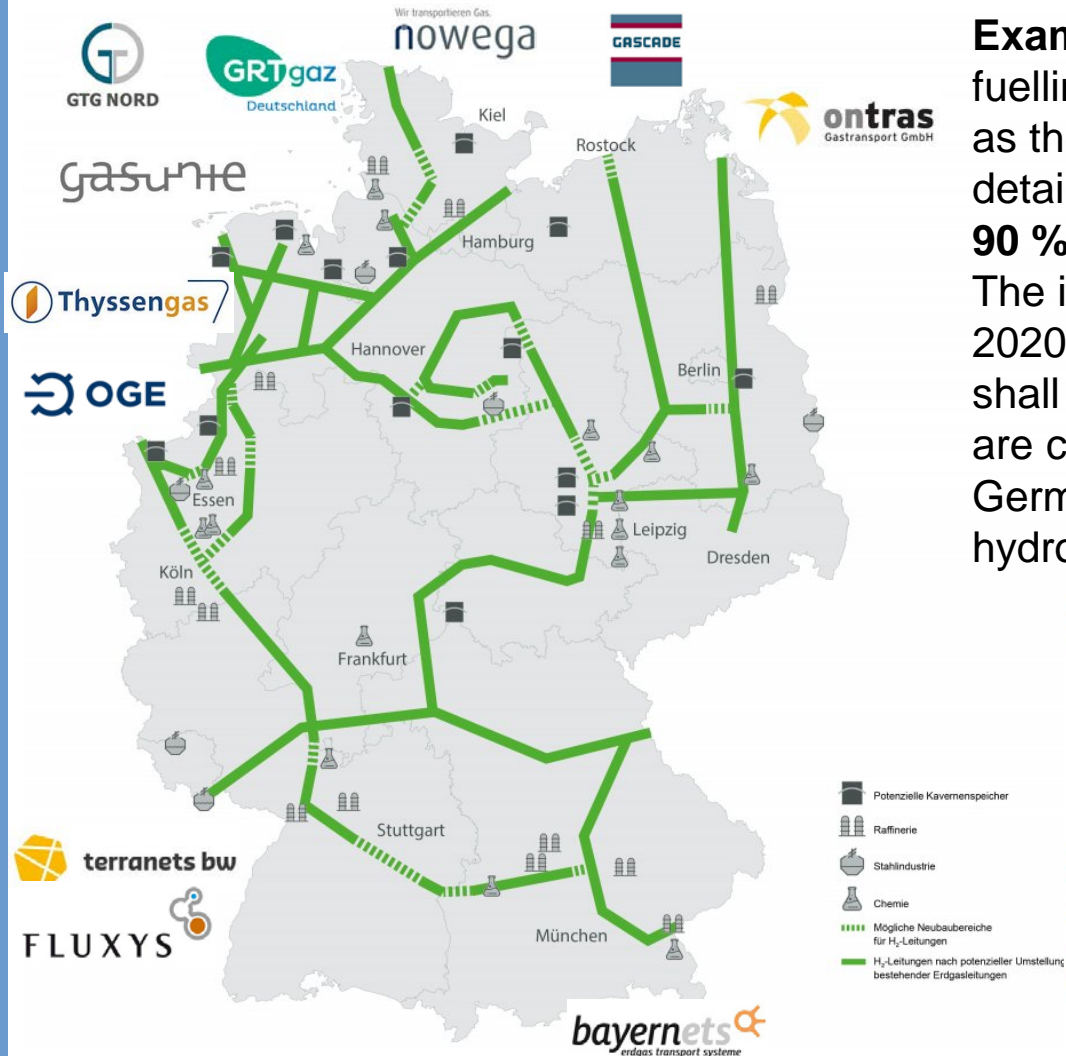 Wir transportieren Gas.
nowega
GASCADE
GTG NORD
GRTgaz
Deutschland
ontras
Gastransport GmbH
gasunie
Thyssengas
OGE
terranets bw
FLUXYS
bayernets
erdgas transport systeme
Kiel
Rostock
Hamburg
Hannover
Berlin
Essen
Leipzig
Köln
Dresden
Frankfurt
Stuttgart
München
Potenzielle Kavernenspeicher
Raffinerie
Stahlindustrie
Chemie
Mögliche Neubaubereiche
für H₂-Leitungen
H₂-Leitungen nach potenzieller Umstellung
bestehender Erdgasleitungen
Exam
fuellin
as th
detai
90 %
The i
2020
shall
are c
Germ
hydro